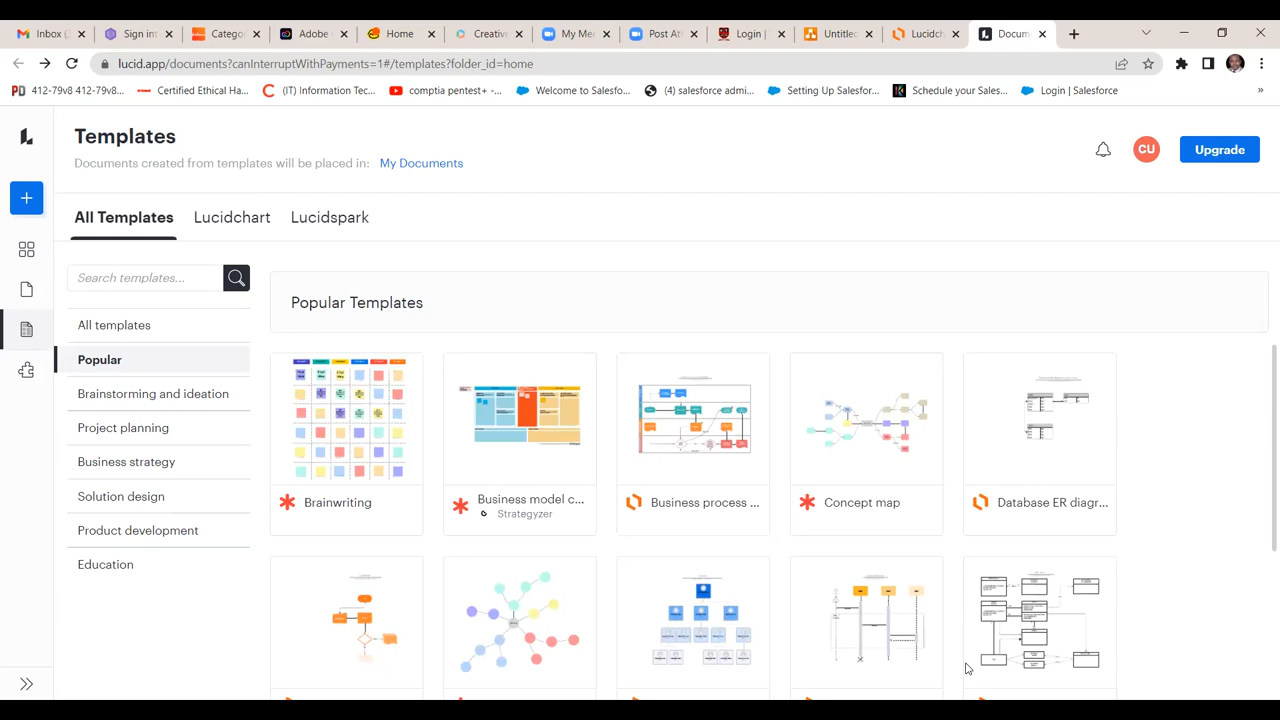 Inbox (
Sign in
Catego
Adobe
Home
Creative
My Me
Post At
Login |
Untitle
Lucidch
Docum
lucid.app/documents?canInterruptWithPayments=1#/templates?folder_id=home
412-79v8 412-79v8...
Certified Ethical Ha...
(IT) Information Tec...
comptia pentest+ -...
Welcome to Salesfo...
(4) salesforce admi...
Setting Up Salesfor...
Schedule your Sales...
Login | Salesforce
»
Templates
Documents created from templates will be placed in: My Documents
CU
Upgrade
All Templates
Lucidchart
Lucidspark
Search templates...
All templates
Popular
Brainstorming and ideation
Project planning
Business strategy
Solution design
Product development
Education
Popular Templates
Brainwriting
Business model c...
Strategyzer
Business process ...
Concept map
Database ER diagr...